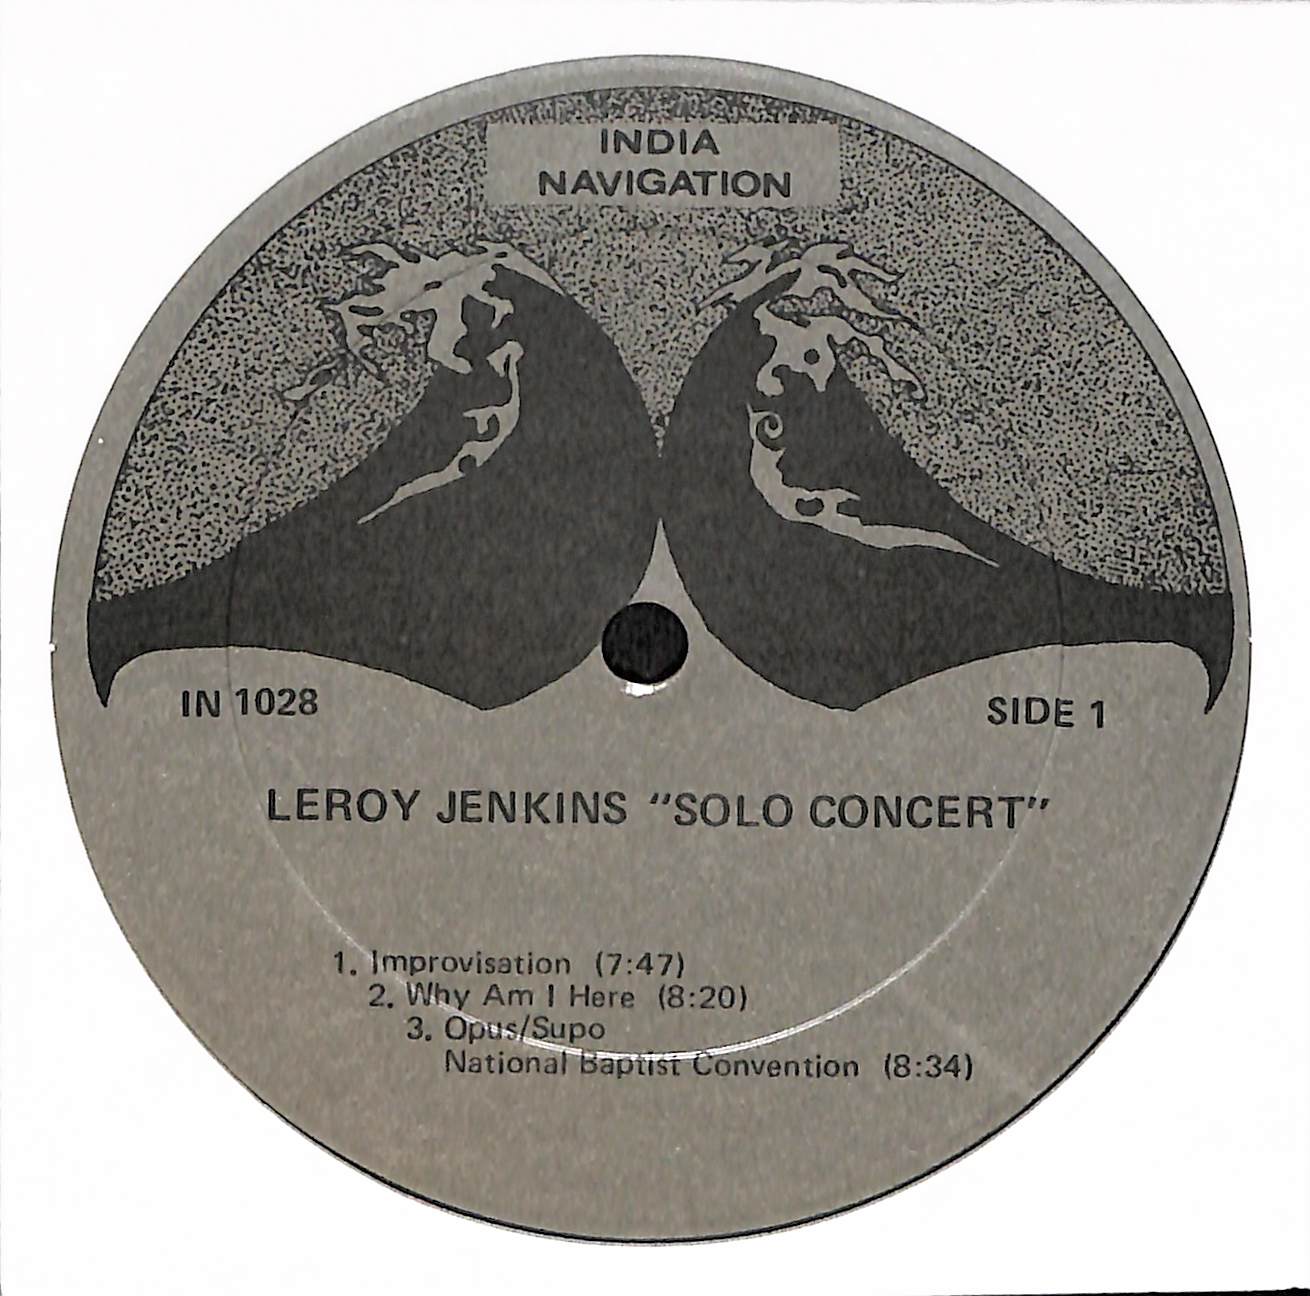 INDIA
NAVIGATION
IN 1028
SIDE 1
LEROY JENKINS "SOLO CONCERT"
1. Improvisation (7:47)
2. Why Am I Here (8:20)
3. Opus/Supo
National Baptist Convention (8:34)